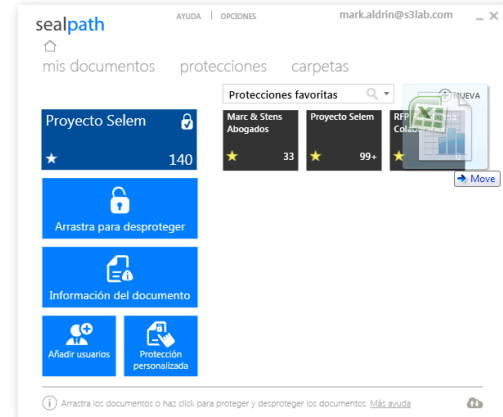 sealpath
AYUDA | OPCIONES
mark.aldrin@s3lab.com
mis documentos protecciones carpetas
Protecciones favoritas
NUEVA
Proyecto Selem
140
Marc & Stens
Abogados
33
Proyecto Selem
99+
RFP
Move
Arrastra para desproteger
Información del documento
Añadir usuarios
Protección
personalizada
Arrastra los documentos o haz click para proteger y desproteger los documentos Más ayuda